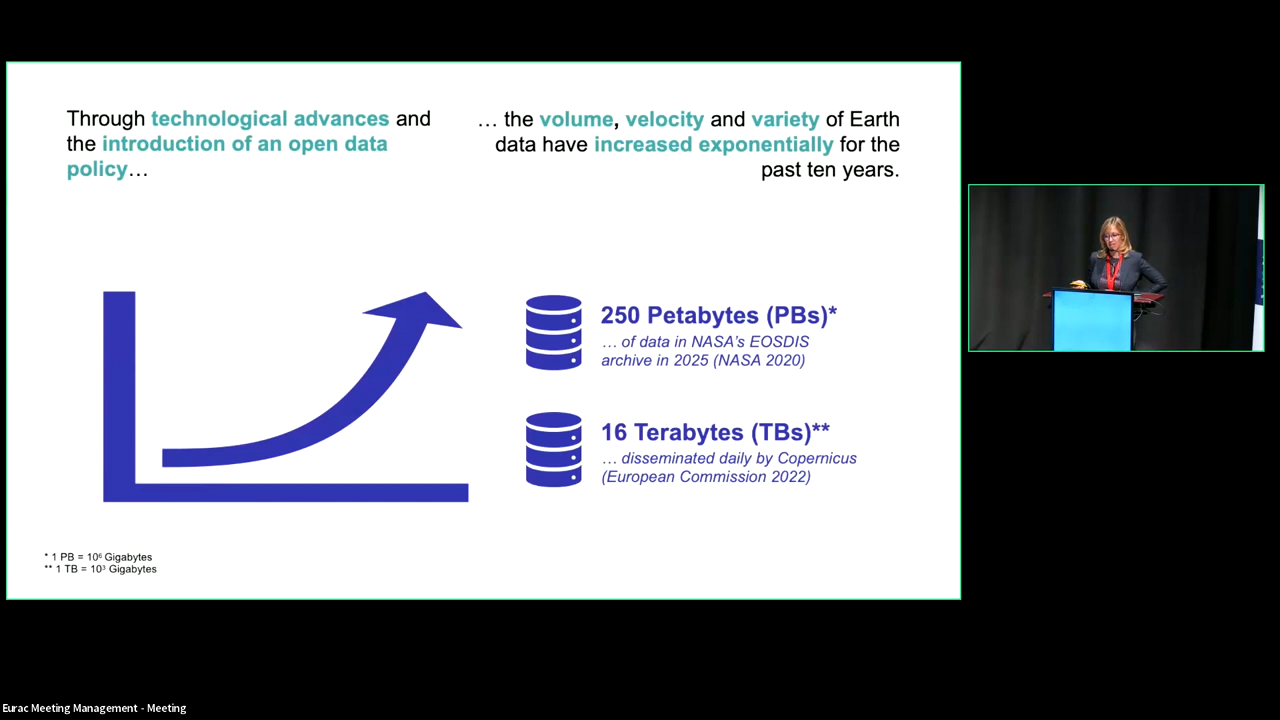 Through technological advances and
the introduction of an open data
policy…
… the volume, velocity and variety of Earth
data have increased exponentially for the
past ten years.
250 Petabytes (PBs)*
… of data in NASA's EOSDIS
archive in 2025 (NASA 2020)
16 Terabytes (TBs)**
… disseminated daily by Copernicus
(European Commission 2022)
* 1 PB = 10⁶ Gigabytes
** 1 TB = 10³ Gigabytes
Eurac Meeting Management - Meeting